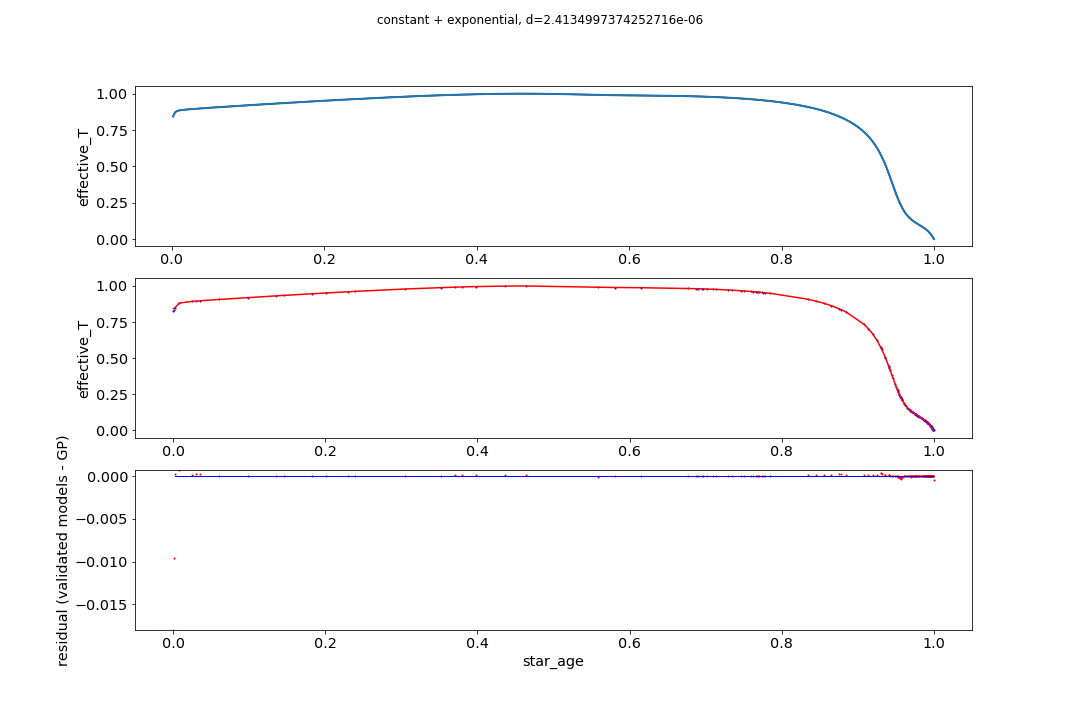 constant + exponential, d=2.4134997374252716e-06
1.00
0.75
0.50
0.25
0.00
effective_T
0.0 0.2 0.4 0.6 0.8 1.0
1.00
0.75
0.50
0.25
0.00
effective_T
0.0 0.2 0.4 0.6 0.8 1.0
0.000
−0.005
−0.010
−0.015
residual (validated models - GP)
0.0 0.2 0.4 0.6 0.8 1.0
star_age